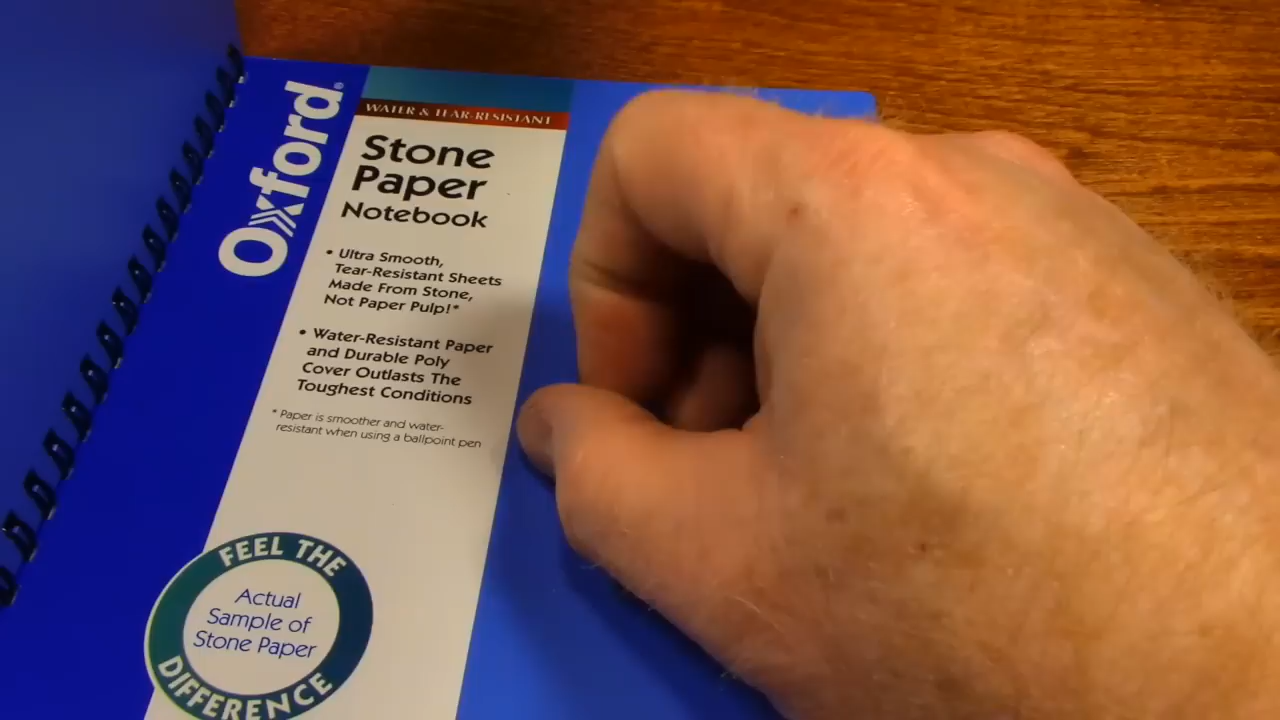 Oxford®
WATER & TEAR-RESISTANT
Stone
Paper
Notebook
• Ultra Smooth,
Tear-Resistant Sheets
Made From Stone,
Not Paper Pulp!*
• Water-Resistant Paper
and Durable Poly
Cover Outlasts The
Toughest Conditions
* Paper is smoother and water-
resistant when using a ballpoint pen
FEEL THE
Actual
Sample of
Stone Paper
DIFFERENCE